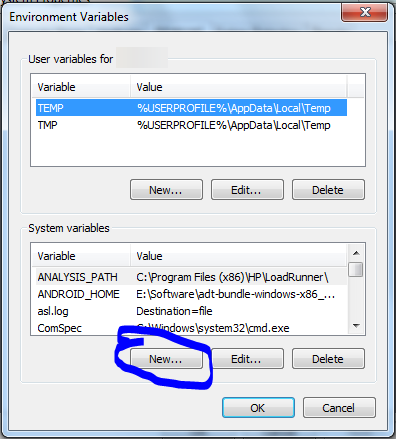 Environment Variables
User variables for
Variable Value
TEMP %USERPROFILE%\AppData\Local\Temp
TMP %USERPROFILE%\AppData\Local\Temp
New... Edit... Delete
System variables
Variable Value
ANALYSIS_PATH C:\Program Files (x86)\HP\LoadRunner\
ANDROID_HOME E:\Software\adt-bundle-windows-x86_...
asl.log Destination=file
ComSpec C:\Windows\system32\cmd.exe
New... Edit... Delete
OK Cancel